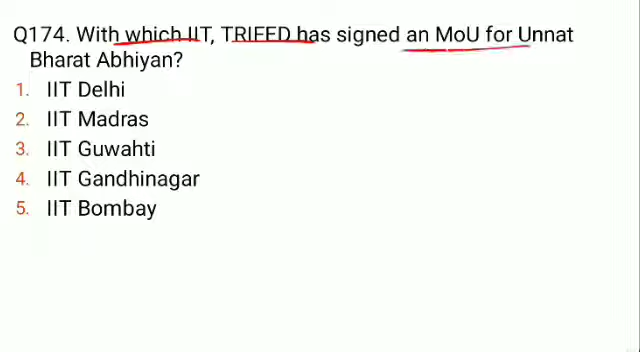 Q174. With which IIT, TRIFED has signed an MoU for Unnat
Bharat Abhiyan?
1. IIT Delhi
2. IIT Madras
3. IIT Guwahti
4. IIT Gandhinagar
5. IIT Bombay